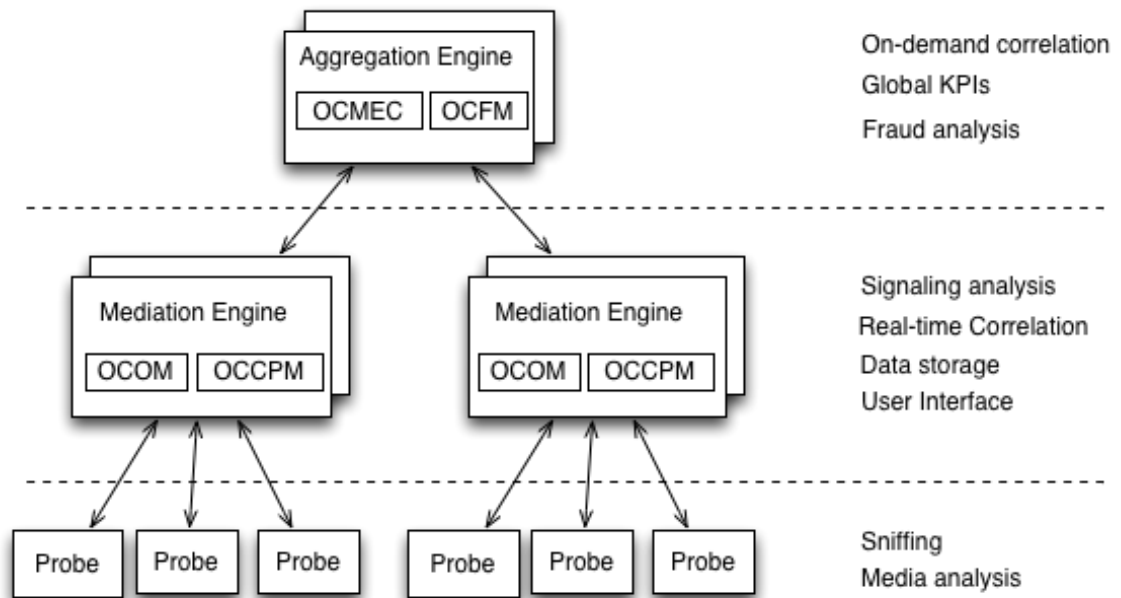 Aggregation Engine
OCMEC OCFM
On-demand correlation
Global KPIs
Fraud analysis
Mediation Engine
OCOM OCCPM
Mediation Engine
OCOM OCCPM
Signaling analysis
Real-time Correlation
Data storage
User Interface
Probe Probe Probe Probe Probe Probe
Sniffing
Media analysis